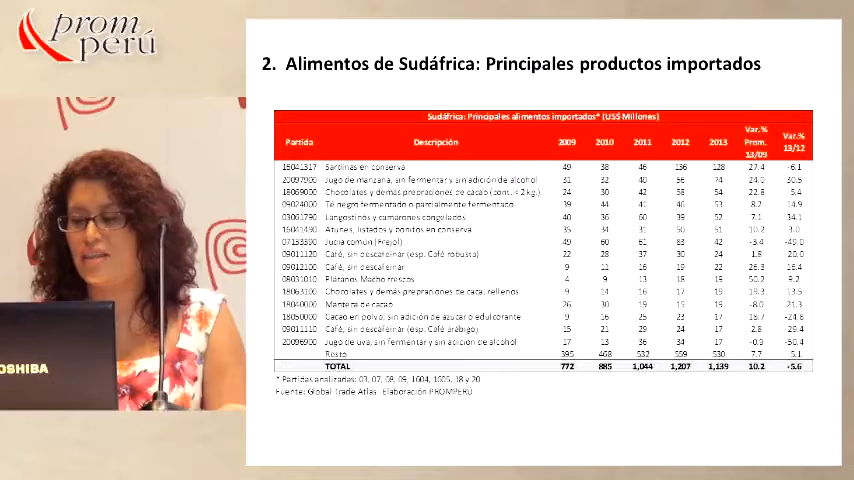 prom
perú
2. Alimentos de Sudáfrica: Principales productos importados
Sudáfrica: Principales alimentos importados* (US$ Millones)
Partida Descripción 2009 2010 2011 2012 2013 Var.% Prom. 13/09 Var.% 13/12
16041317 Sardinas en conserva 49 38 46 136 128 27.4 -6.1
20097900 Jugo de manzana, sin fermentar y sin adición de alcohol 31 32 40 56 74 24.0 30.5
18069000 Chocolates y demás prepraciones de cacao (cont. < 2 kg.) 24 30 42 58 54 22.8 -5.4
09024000 Té negro fermentado o parcialmente fermentado 39 44 41 46 53 8.2 14.9
03061790 Langostinos y camarones congelados 40 36 60 39 52 7.1 34.1
16041490 Atunes, listados y bonitos en conserva 35 34 31 50 51 10.2 3.0
07133390 Judía común (Frejol) 49 60 61 83 42 -3.4 -49.0
09011120 Café, sin descafeinar (esp. Café robusta) 22 28 37 30 24 1.8 -20.0
09012100 Café, sin descafeinar 9 11 16 19 22 26.3 16.4
08031010 Plátanos Macho frescos 4 9 13 18 19 50.2 9.2
18063100 Chocolates y demás prepraciones de cacao, rellenos 9 14 16 17 19 19.3 13.5
18040000 Manteca de cacao 26 30 19 15 19 -8.0 21.3
18050000 Cacao en polvo, sin adición de azúcar o edulcorante 9 16 25 23 17 18.7 -24.8
09011110 Café, sin descafeinar (esp. Café arábigo) 15 21 29 24 17 2.8 -29.4
20096900 Jugo de uva, sin fermentar y sin adición de alcohol 17 13 36 34 17 -0.9 -50.4
Resto 395 468 532 559 530 7.7 -5.1
TOTAL 772 885 1,044 1,207 1,139 10.2 -5.6
* Partidas analizadas: 03, 07, 08, 09, 1604, 1605, 18 y 20
Fuente: Global Trade Atlas Elaboración PROMPERÚ
OSHIBA